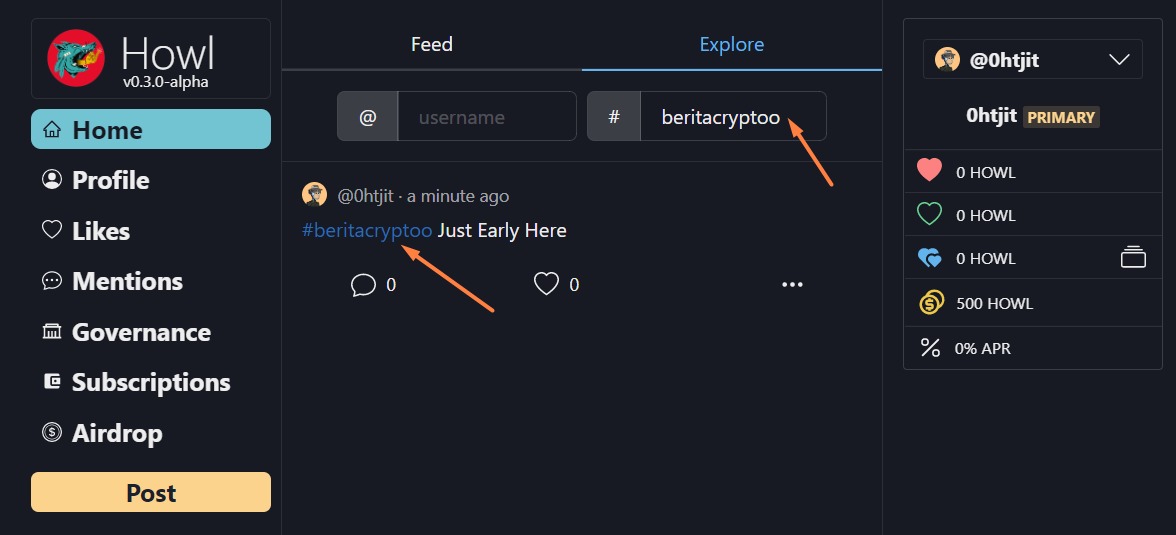 Howl
v0.3.0-alpha
Home
Profile
Likes
Mentions
Governance
Subscriptions
Airdrop
Post
Feed Explore
@ username # beritacryptoo
@0htjit · a minute ago
#beritacryptoo Just Early Here
0 0 •••
@0htjit
0htjit PRIMARY
0 HOWL
0 HOWL
0 HOWL
500 HOWL
0% APR